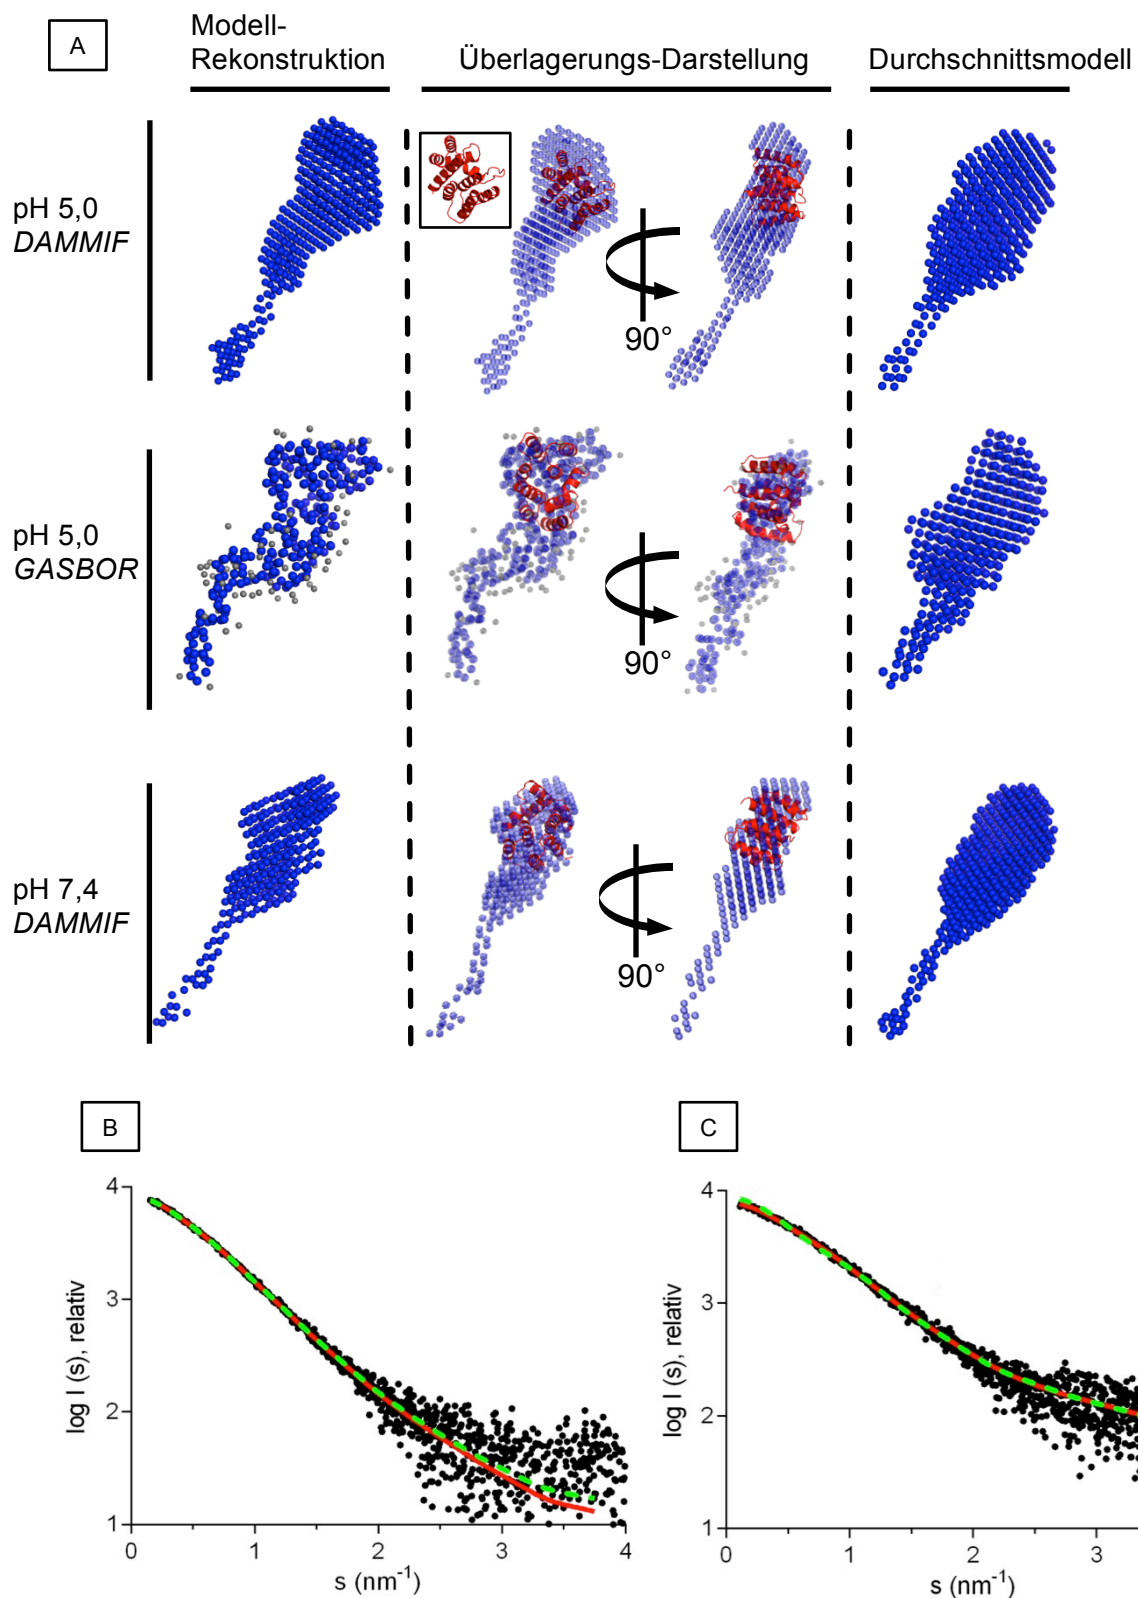 A
Modell-
Rekonstruktion
Überlagerungs-Darstellung
Durchschnittsmodell
pH 5,0
DAMMIF
90°
pH 5,0
GASBOR
90°
pH 7,4
DAMMIF
90°
B
4
3
2
1
log I (s), relativ
0
1
2
3
4
s (nm⁻¹)
C
4
3
2
1
log I (s), relativ
0
1
2
3
s (nm⁻¹)